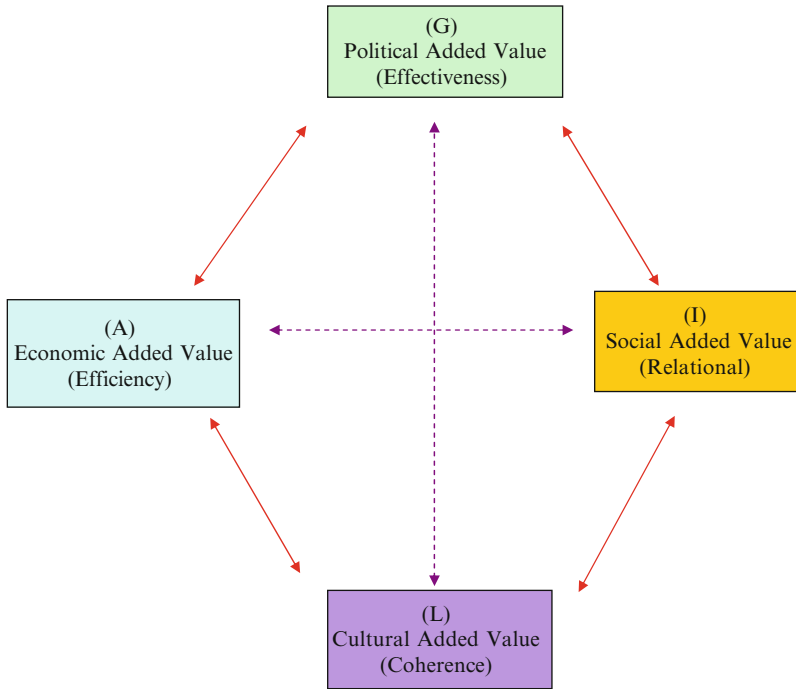 (G)
Political Added Value
(Effectiveness)
(A)
Economic Added Value
(Efficiency)
(I)
Social Added Value
(Relational)
(L)
Cultural Added Value
(Coherence)